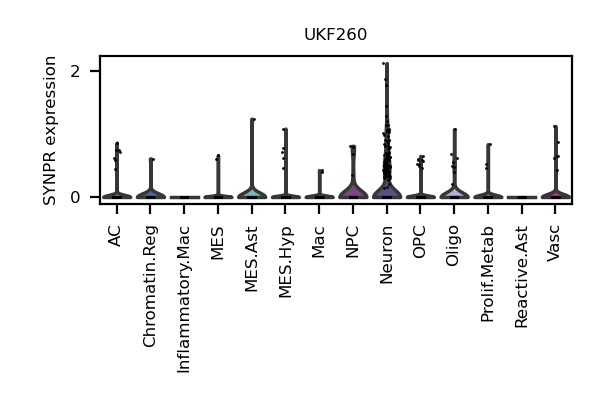 UKF260
SYNPR expression
2
0
AC
Chromatin.Reg
Inflammatory.Mac
MES
MES.Ast
MES.Hyp
Mac
NPC
Neuron
OPC
Oligo
Prolif.Metab
Reactive.Ast
Vasc